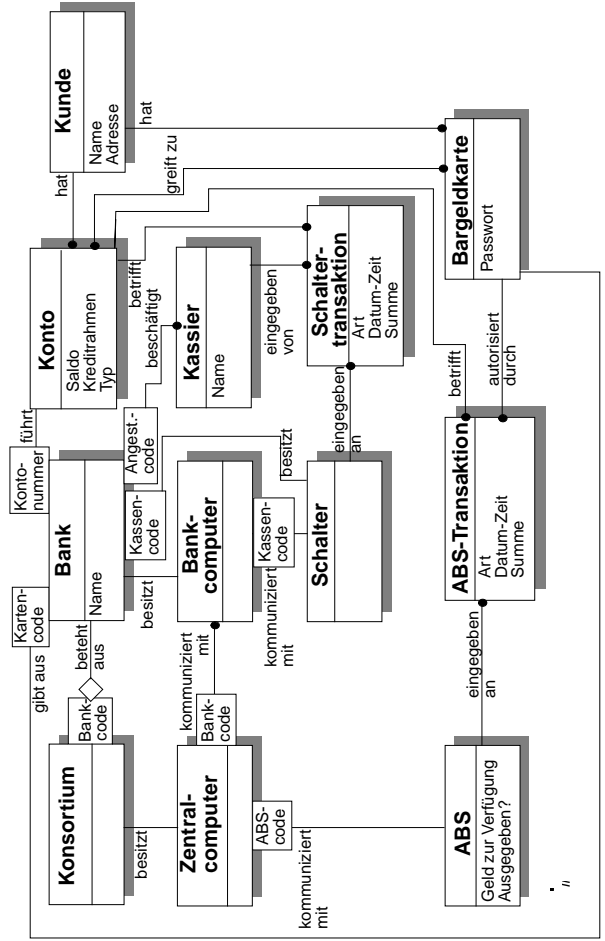 gibt aus
Karten-
code
Konto-
nummer
führt
Konsortium
Bank-
code
beteht
aus
Bank
Name
Konto
Saldo
Kreditrahmen
Typ
hat
Kunde
Name
Adresse
besitzt
besitzt
Kassen-
code
Angest.-
code
beschäftigt
betrifft
greift zu
hat
Zentral-
computer
Bank-
code
kommuniziert
mit
Bank-
computer
Kassier
Name
ABS-
code
kommuniziert
mit
Kassen-
code
kommuniziert
mit
besitzt
eingegeben
von
Schalter
eingegeben
an
Schalter-
transaktion
Art
Datum-Zeit
Summe
ABS
Geld zur Verfügung
Ausgegeben?
eingegeben
an
ABS-Transaktion
Art
Datum-Zeit
Summe
betrifft
autorisiert
durch
Bargeldkarte
Passwort